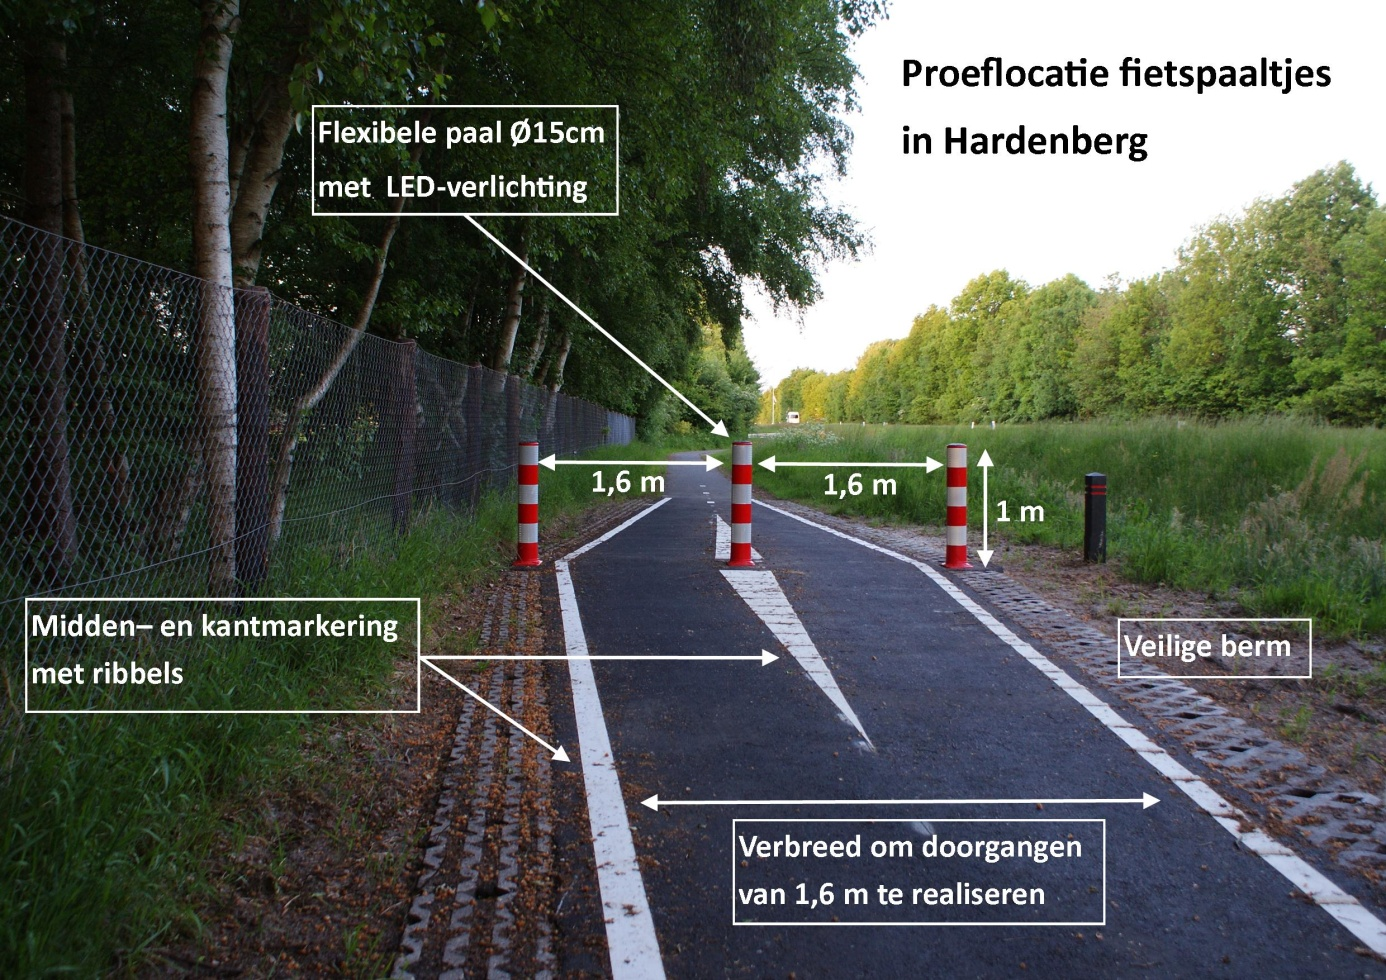 Proeflocatie fietspaaltjes
in Hardenberg
Flexibele paal Ø15cm
met LED-verlichting
1,6 m
1,6 m
1 m
Midden– en kantmarkering
met ribbels
Veilige berm
Verbreed om doorgangen
van 1,6 m te realiseren